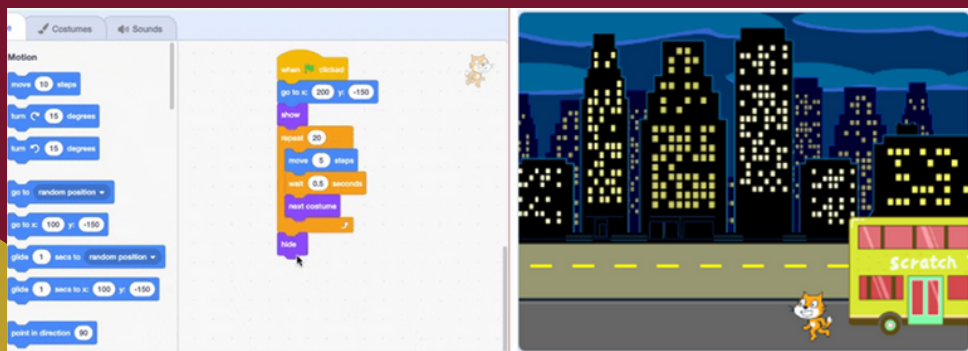 Costumes
Sounds
Motion
move 10 steps
turn 15 degrees
turn 15 degrees
go to random position
go to x: 100 y: -150
glide 1 secs to random position
glide 1 secs to x: 100 y: -150
point in direction 90
when clicked
go to x: 200 y: -150
show
repeat 20
move 5 steps
wait 0.5 seconds
next costume
hide
scratch